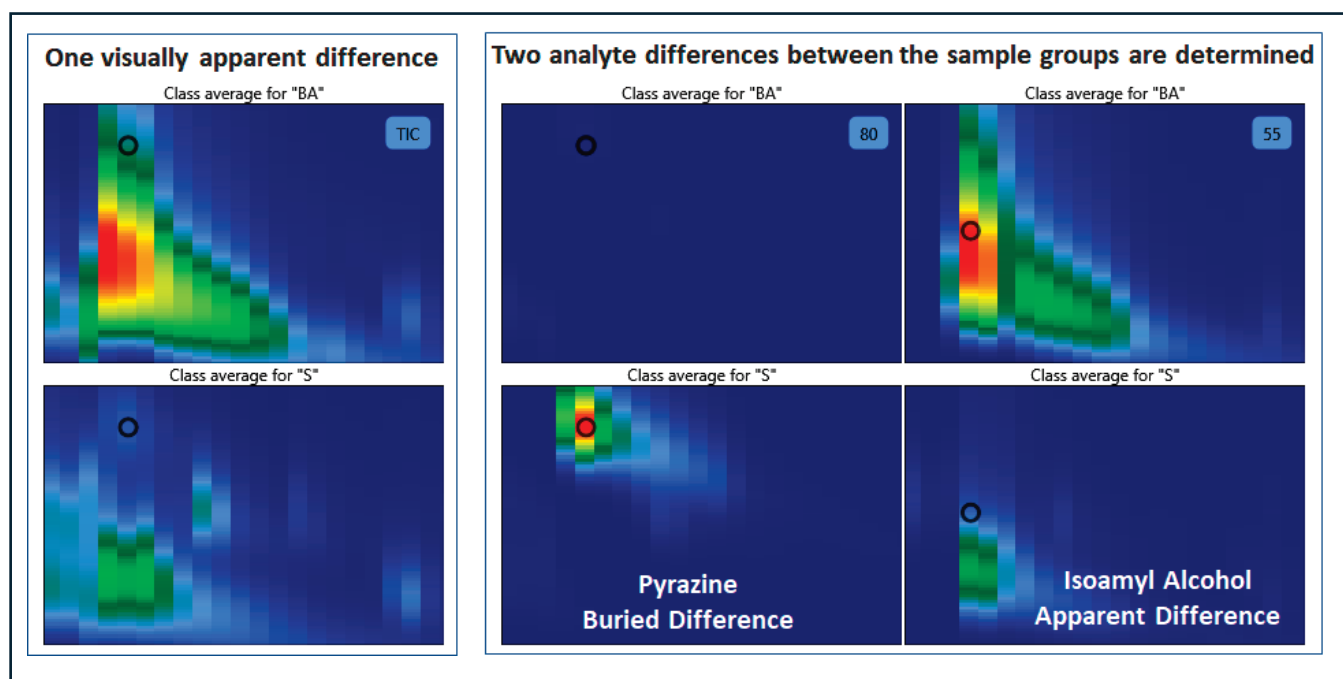 One visually apparent difference
Class average for "BA"
TIC
Class average for "S"
Two analyte differences between the sample groups are determined
Class average for "BA"
80
Class average for "S"
Pyrazine
Buried Difference
Class average for "BA"
55
Class average for "S"
Isoamyl Alcohol
Apparent Difference